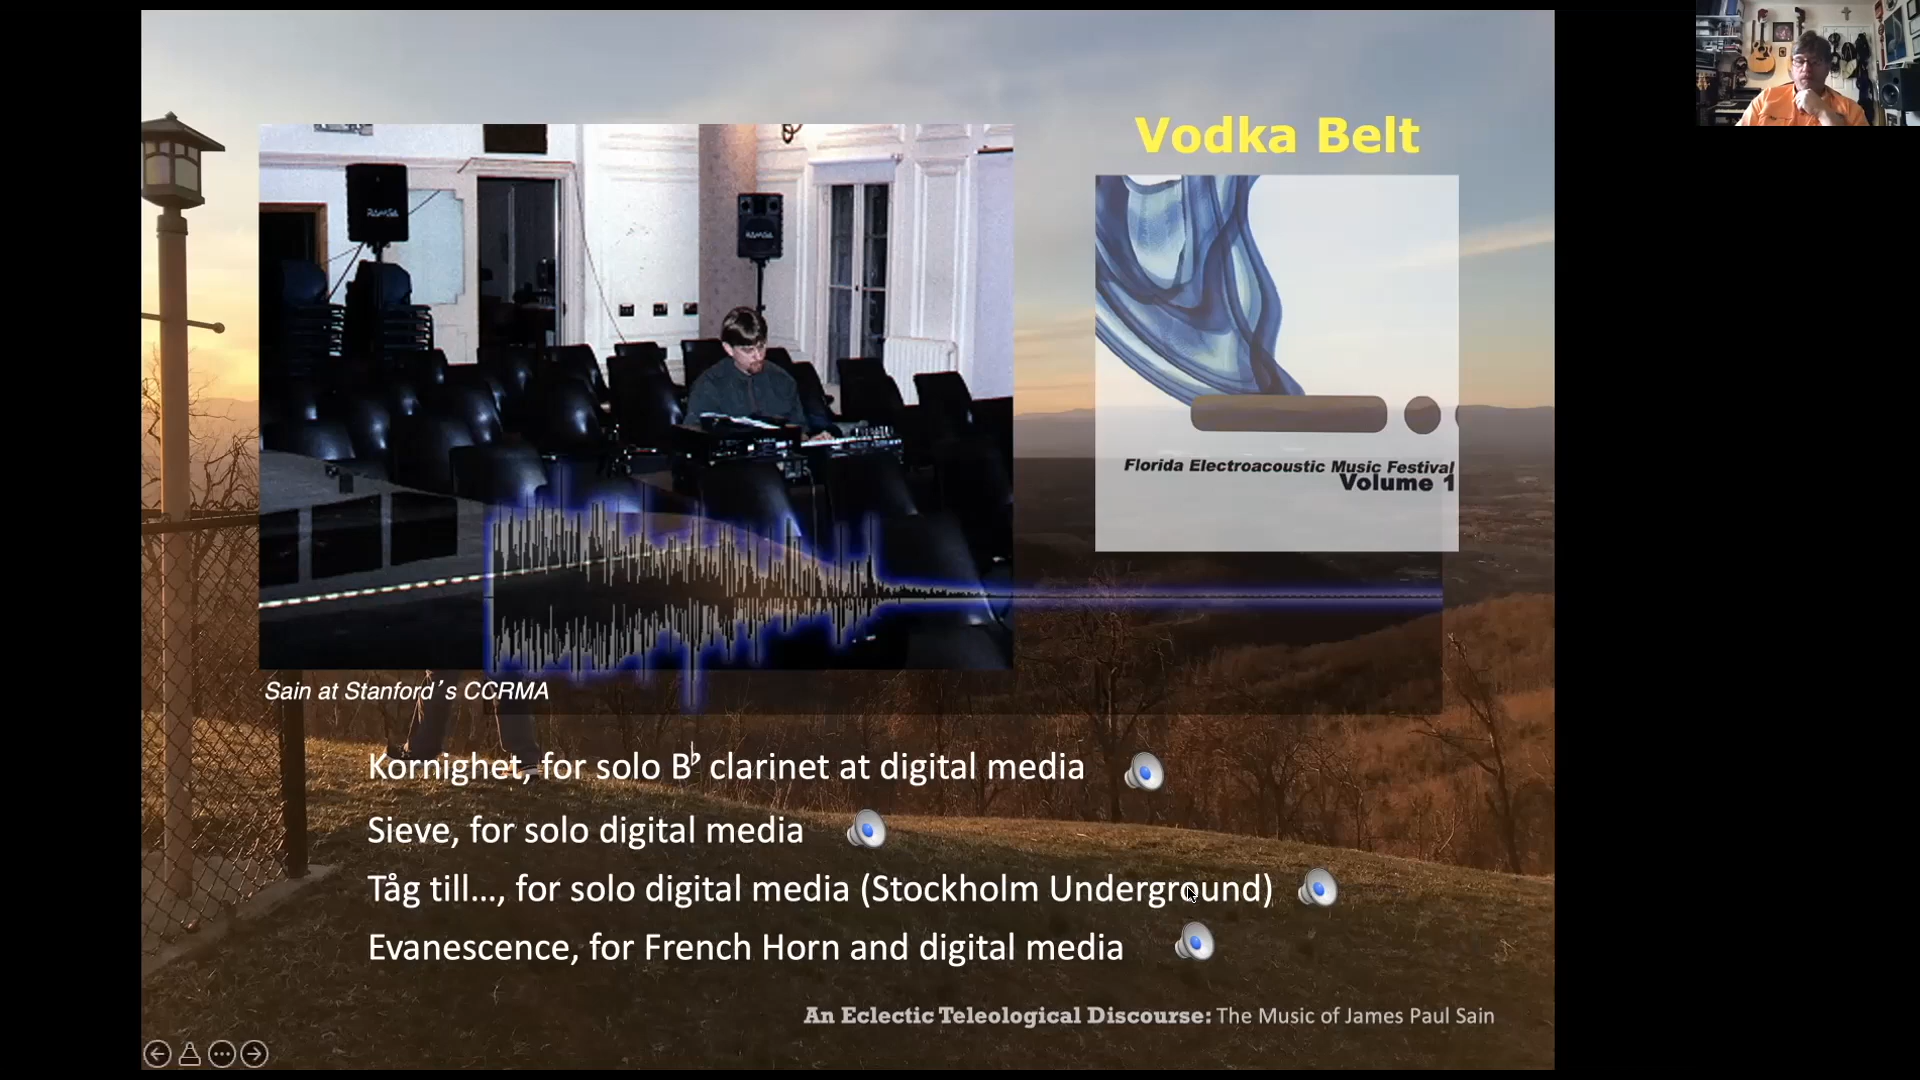 Vodka Belt
RAMSA
RAMSA
Florida Electroacoustic Music Festival
Volume 1
Sain at Stanford's CCRMA
Kornighet, for solo B♭ clarinet at digital media
Sieve, for solo digital media
Tåg till..., for solo digital media (Stockholm Underground)
Evanescence, for French Horn and digital media
An Eclectic Teleological Discourse: The Music of James Paul Sain